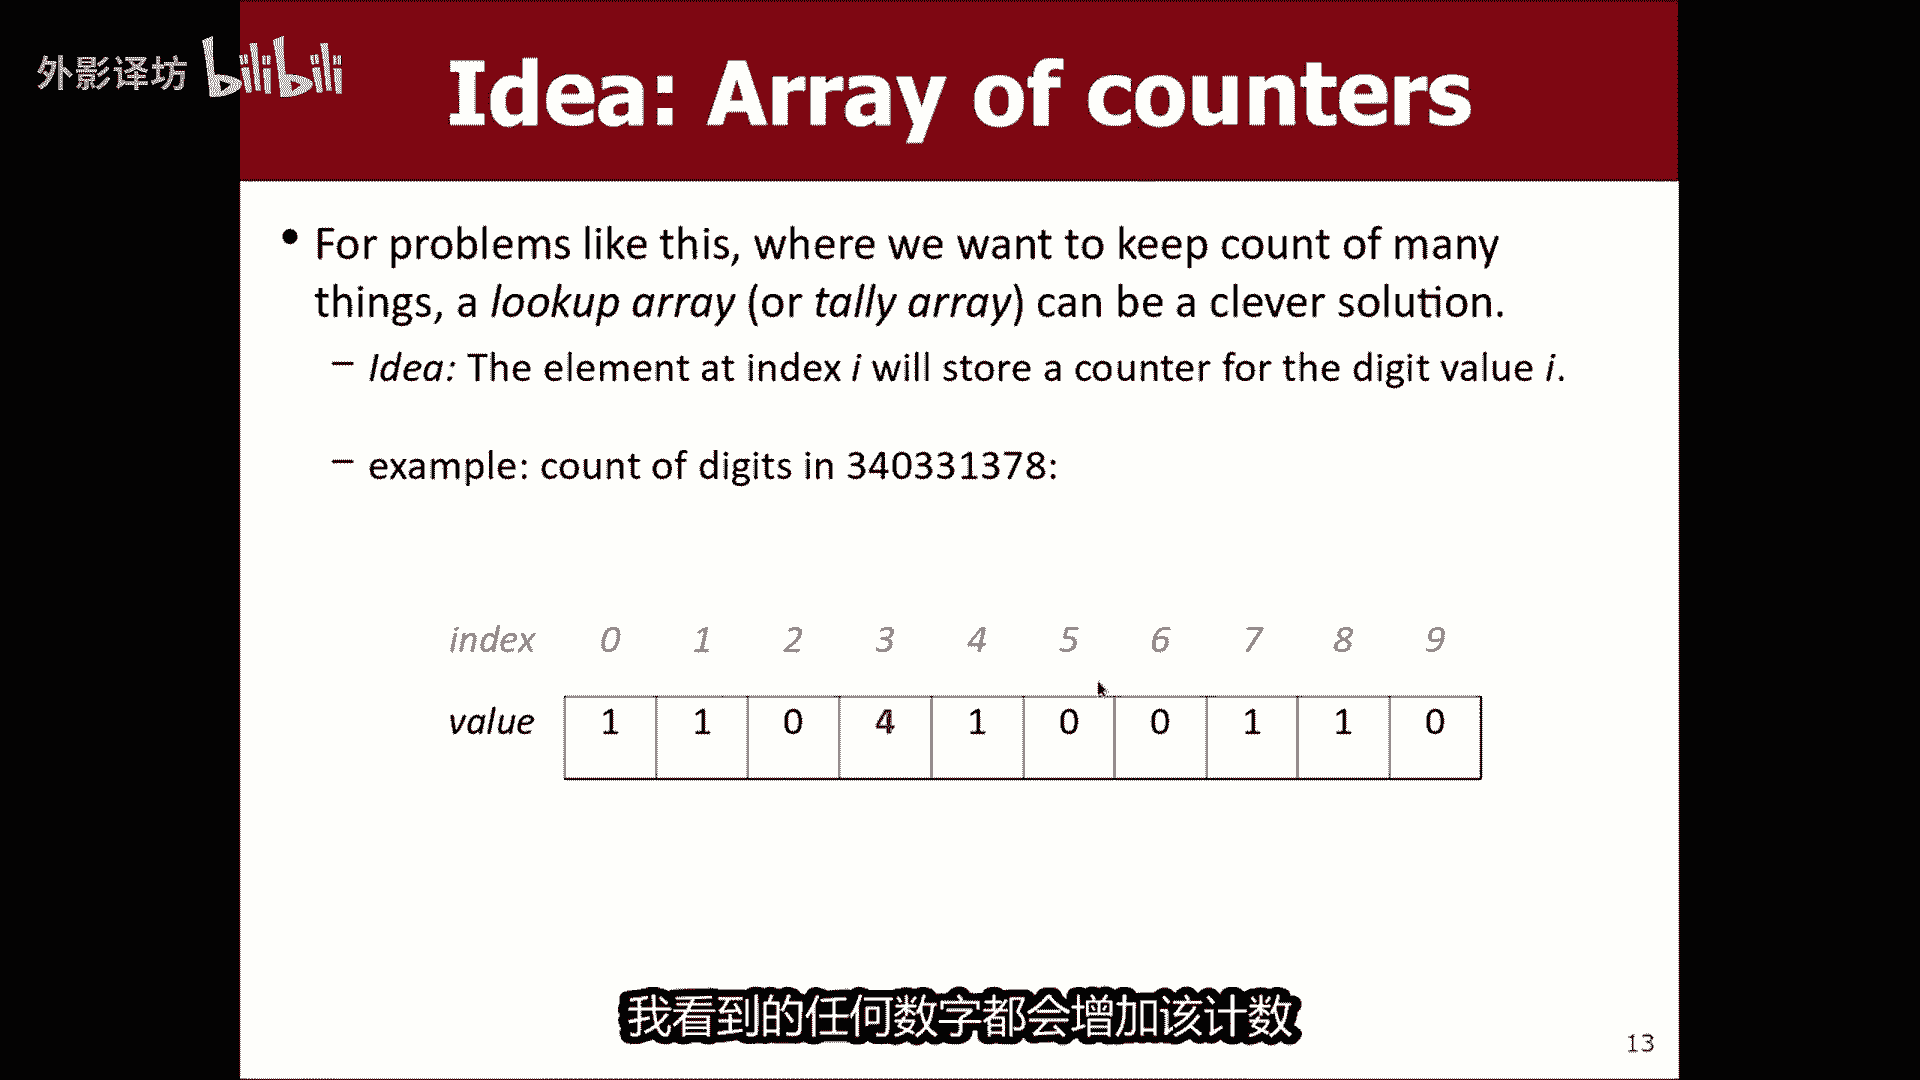 外影译坊 bilibili
Idea: Array of counters
• For problems like this, where we want to keep count of many
things, a lookup array (or tally array) can be a clever solution.
– Idea: The element at index i will store a counter for the digit value i.
– example: count of digits in 340331378:
index 0 1 2 3 4 5 6 7 8 9
value 1 1 0 4 1 0 0 1 1 0
我看到的任何数字都会增加该计数
13